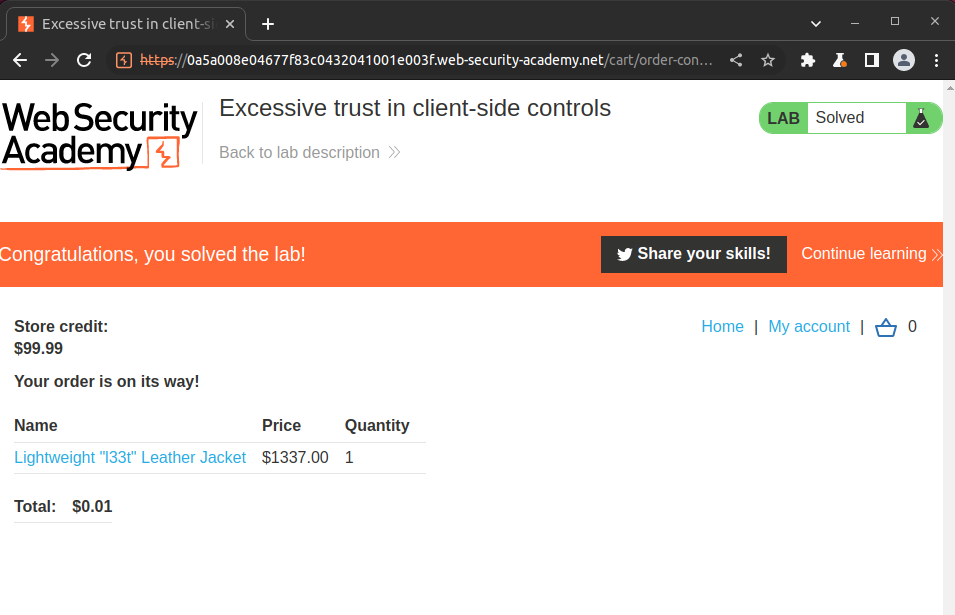 Excessive trust in client-si
https://0a5a008e04677f83c0432041001e003f.web-security-academy.net/cart/order-con…
Web Security
Academy
Excessive trust in client-side controls
Back to lab description
LAB Solved
Congratulations, you solved the lab!
Share your skills!
Continue learning
Store credit:
$99.99
Home | My account | 0
Your order is on its way!
Name Price Quantity
Lightweight "l33t" Leather Jacket $1337.00 1
Total: $0.01